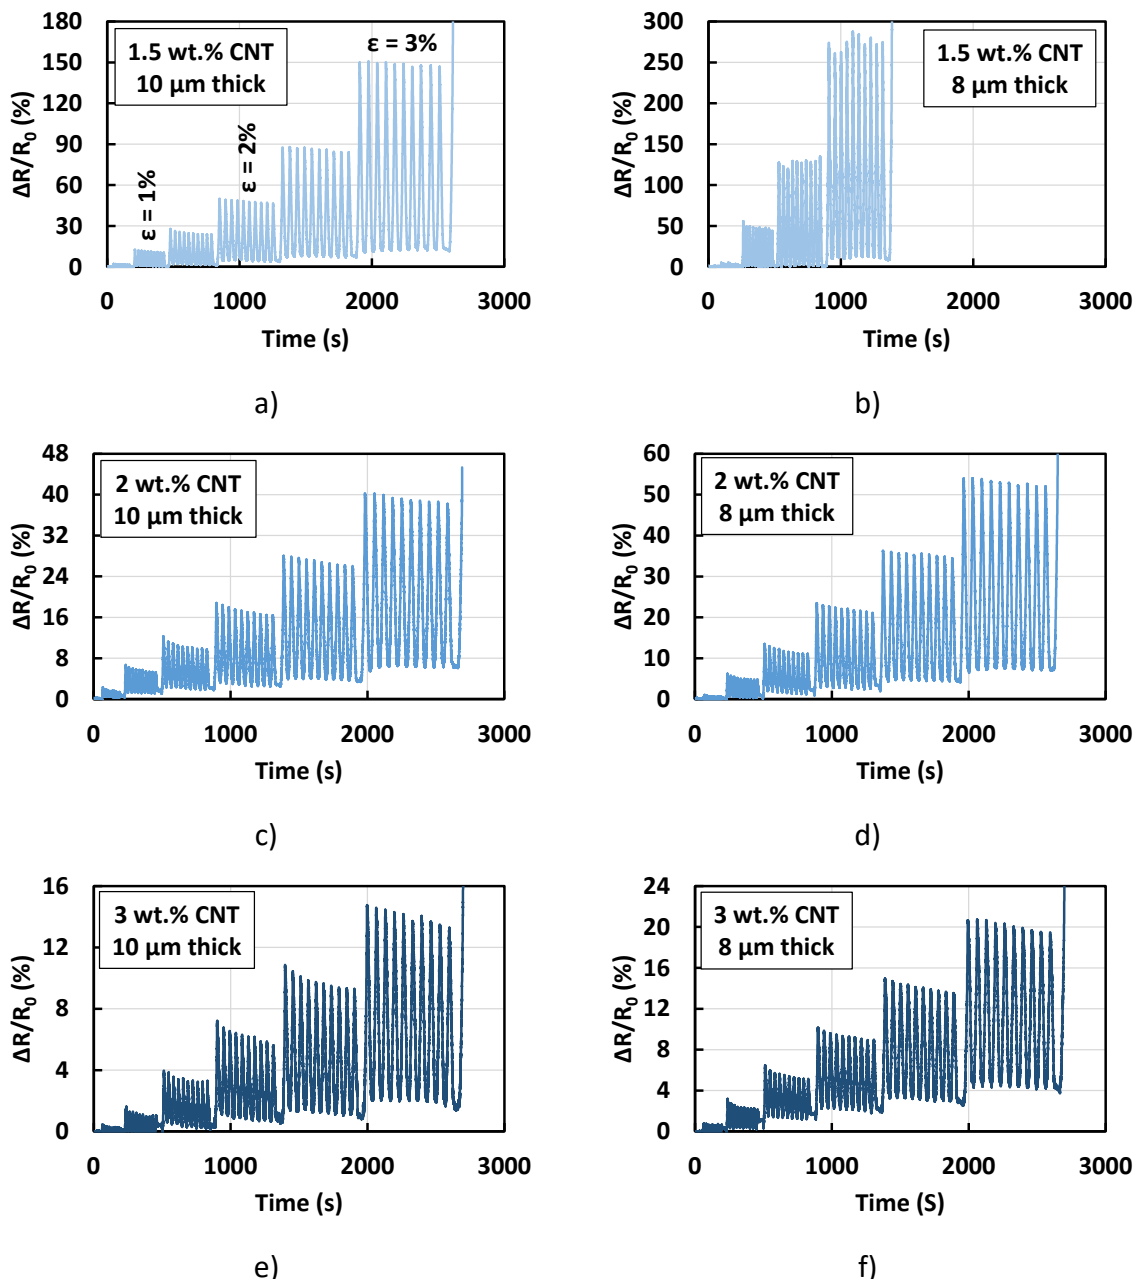 180
150
120
90
60
30
0
ΔR/R₀ (%)
1.5 wt.% CNT
10 μm thick
ε = 1%
ε = 2%
ε = 3%
0
1000
2000
3000
Time (s)
a)
300
250
200
150
100
50
0
ΔR/R₀ (%)
1.5 wt.% CNT
8 μm thick
0
1000
2000
3000
Time (s)
b)
48
40
32
24
16
8
0
ΔR/R₀ (%)
2 wt.% CNT
10 μm thick
0
1000
2000
3000
Time (s)
c)
60
50
40
30
20
10
0
ΔR/R₀ (%)
2 wt.% CNT
8 μm thick
0
1000
2000
3000
Time (s)
d)
16
12
8
4
0
ΔR/R₀ (%)
3 wt.% CNT
10 μm thick
0
1000
2000
3000
Time (s)
e)
24
20
16
12
8
4
0
ΔR/R₀ (%)
3 wt.% CNT
8 μm thick
0
1000
2000
3000
Time (S)
f)